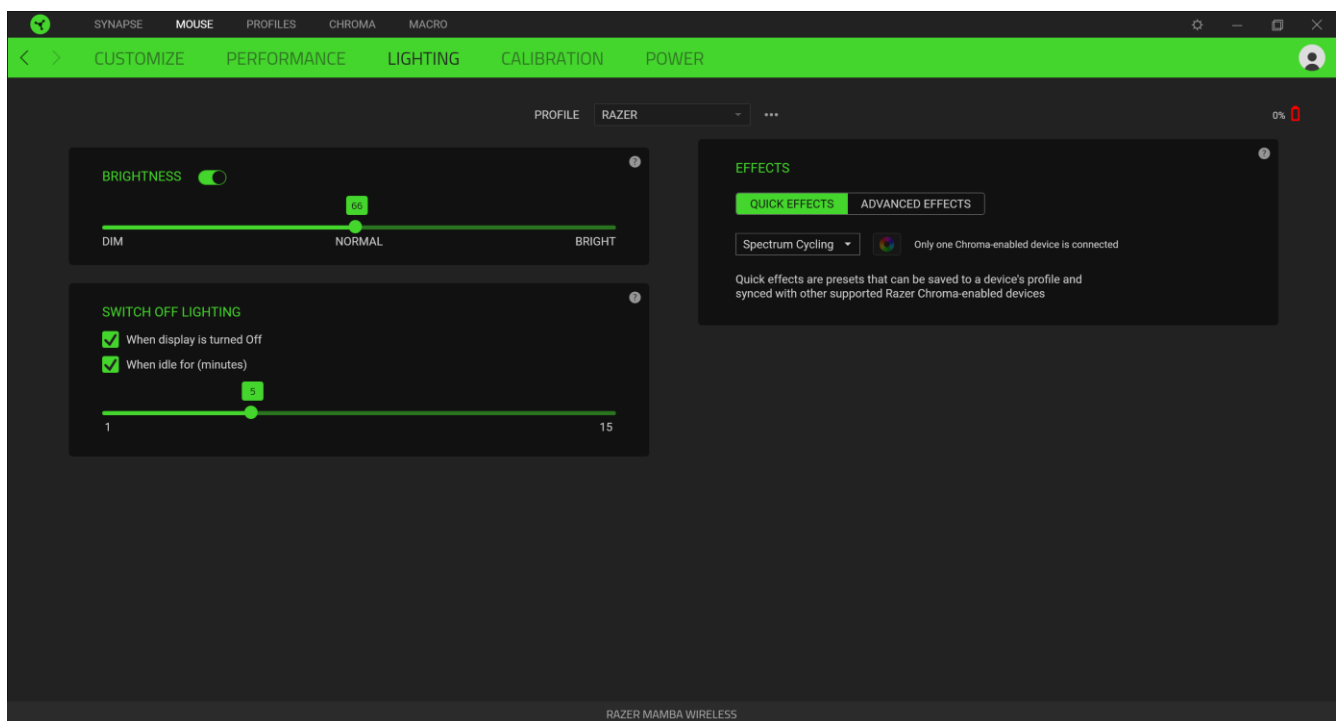 SYNAPSE MOUSE PROFILES CHROMA MACRO
CUSTOMIZE PERFORMANCE LIGHTING CALIBRATION POWER
PROFILE RAZER
0%
BRIGHTNESS
66
DIM NORMAL BRIGHT
SWITCH OFF LIGHTING
When display is turned Off
When idle for (minutes)
5
1 15
EFFECTS
QUICK EFFECTS ADVANCED EFFECTS
Spectrum Cycling Only one Chroma-enabled device is connected
Quick effects are presets that can be saved to a device's profile and
synced with other supported Razer Chroma-enabled devices
RAZER MAMBA WIRELESS